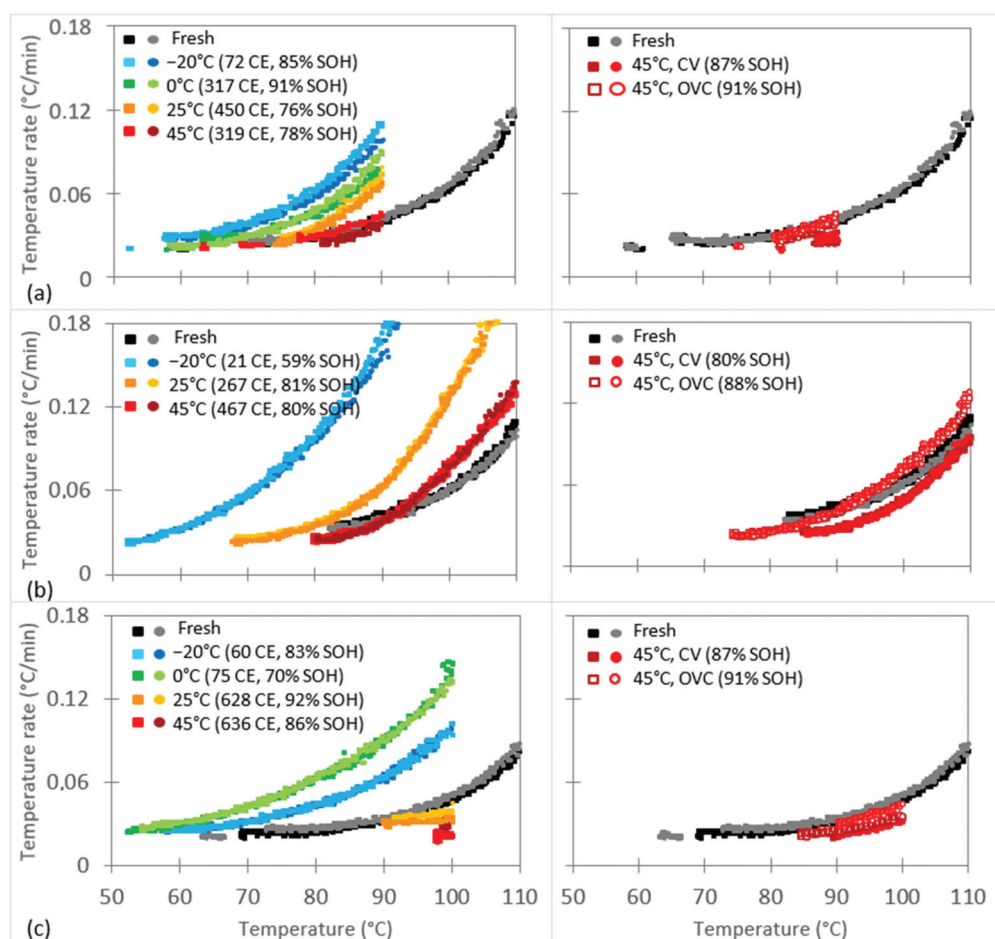 0.18
0.12
0.06
0
Temperature rate (°C/min)
(a)
Fresh
−20°C (72 CE, 85% SOH)
0°C (317 CE, 91% SOH)
25°C (450 CE, 76% SOH)
45°C (319 CE, 78% SOH)
Fresh
45°C, CV (87% SOH)
45°C, OVC (91% SOH)
0.18
0.12
0.06
0
Temperature rate (°C/min)
(b)
Fresh
−20°C (21 CE, 59% SOH)
25°C (267 CE, 81% SOH)
45°C (467 CE, 80% SOH)
Fresh
45°C, CV (80% SOH)
45°C, OVC (88% SOH)
0.18
0.12
0.06
0
Temperature rate (°C/min)
(c)
Fresh
−20°C (60 CE, 83% SOH)
0°C (75 CE, 70% SOH)
25°C (628 CE, 92% SOH)
45°C (636 CE, 86% SOH)
50 60 70 80 90 100 110
Temperature (°C)
Fresh
45°C, CV (87% SOH)
45°C, OVC (91% SOH)
50 60 70 80 90 100 110
Temperature (°C)